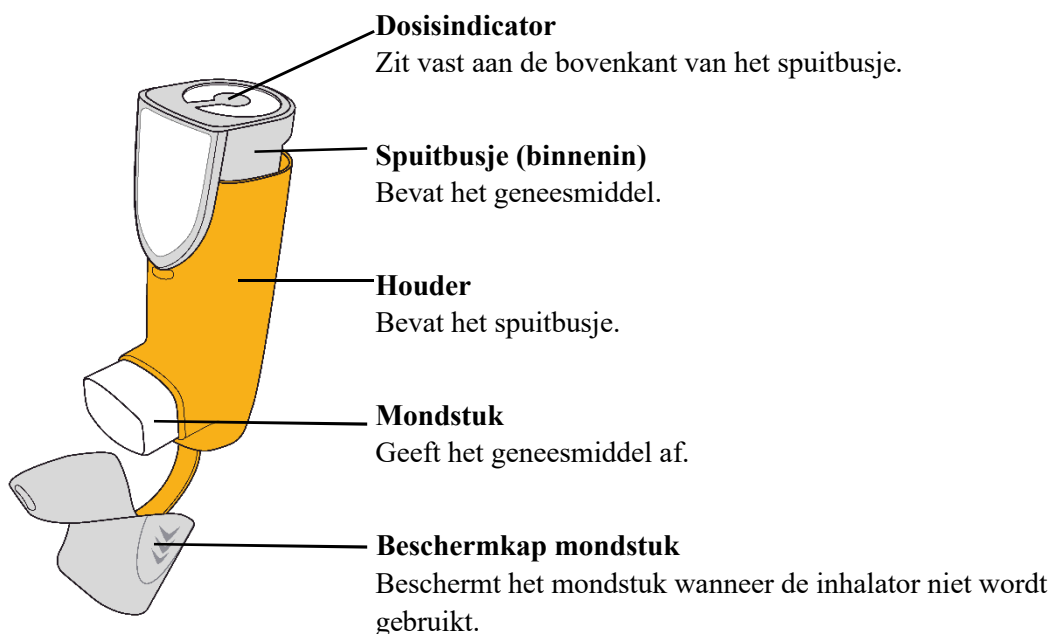 Dosisindicator
Zit vast aan de bovenkant van het spuitbusje.
Spuitbusje (binnenin)
Bevat het geneesmiddel.
Houder
Bevat het spuitbusje.
Mondstuk
Geeft het geneesmiddel af.
Beschermkap mondstuk
Beschermt het mondstuk wanneer de inhalator niet wordt
gebruikt.